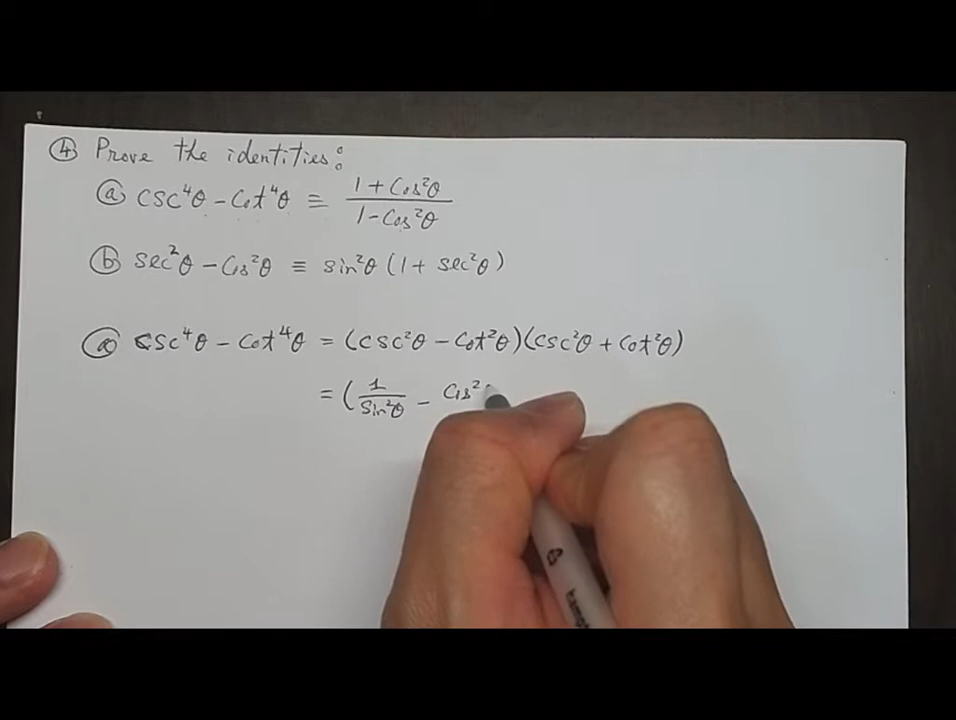 ④ Prove the identities:
ⓐ csc⁴θ - Cot⁴θ ≡ (1 + Cos²θ)/(1 - Cos²θ)
ⓑ sec²θ - Cos²θ ≡ sin²θ (1 + sec²θ)
ⓐ csc⁴θ - Cot⁴θ = (csc²θ - Cot²θ)(csc²θ + Cot²θ)
= (1/Sin²θ - Cos²